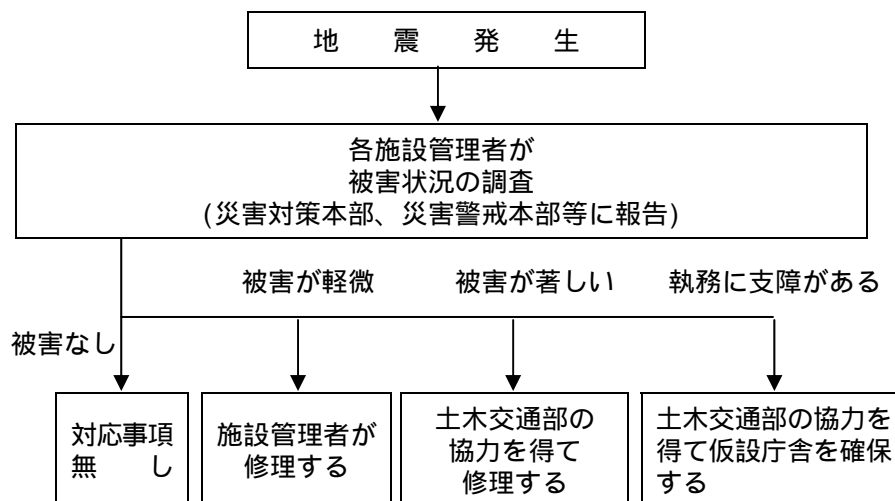 地　震　発　生
各施設管理者が
被害状況の調査
(災害対策本部、災害警戒本部等に報告)
被害が軽微　被害が著しい　執務に支障がある
被害なし
対応事項
無　し
施設管理者が
修理する
土木交通部の
協力を得て
修理する
土木交通部の協力を
得て仮設庁舎を確保
する